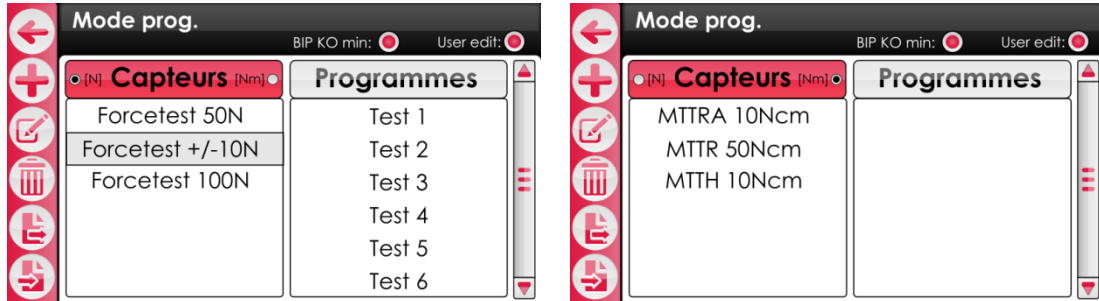 Mode prog.
BIP KO min: User edit:
[N] Capteurs [Nm] Programmes
Forcetest 50N Test 1
Forcetest +/-10N Test 2
Forcetest 100N Test 3
Test 4
Test 5
Test 6
Mode prog.
BIP KO min: User edit:
[N] Capteurs [Nm] Programmes
MTTRA 10Ncm
MTTR 50Ncm
MTTH 10Ncm